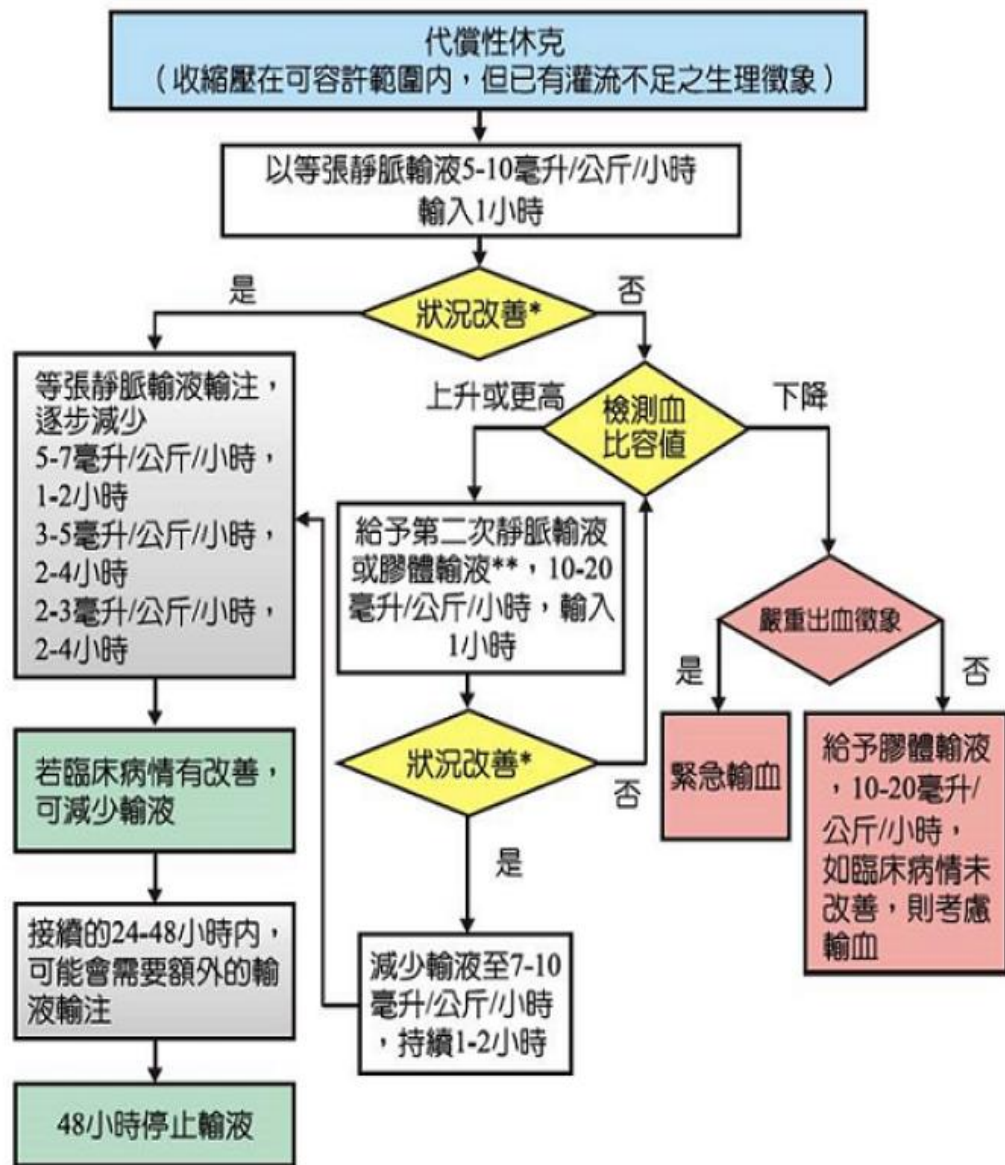 代償性休克
（收縮壓在可容許範圍內，但已有灌流不足之生理徵象）
以等張靜脈輸液5-10毫升/公斤//小時
輸入1小時
狀況改善*
是
否
等張靜脈輸液輸注，
逐步減少
5-7毫升/公斤//小時，
1-2小時
3-5毫升/公斤//小時，
2-4小時
2-3毫升/公斤//小時，
2-4小時
若臨床病情有改善，
可減少輸液
接續的24-48小時內，
可能會需要額外的輸
液輸注
48小時停止輸液
檢測血
比容值
上升或更高
下降
給予第二次靜脈輸液
或膠體輸液**，10-20
毫升/公斤//小時，輸入
1小時
狀況改善*
否
是
減少輸液至7-10
毫升/公斤//小時
，持續1-2小時
嚴重出血徵象
是
否
緊急輸血
給予膠體輸液
，10-20毫升/
公斤//小時，
如臨床病情未
改善，則考慮
輸血